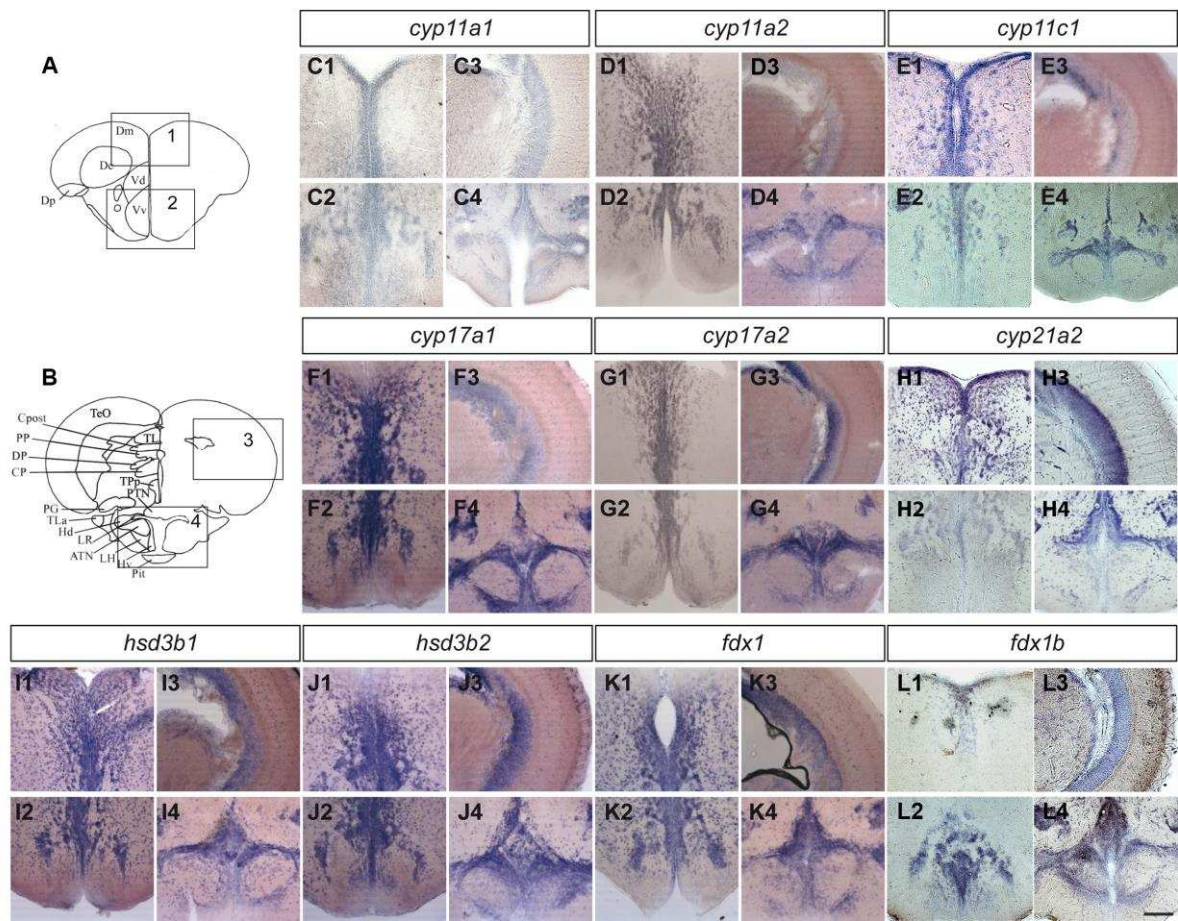 cyp11a1 cyp11a2 cyp11c1
A
C1 C3 D1 D3 E1 E3
Dm
1
Dc
Vd
Dp
Vv
2
C2 C4 D2 D4 E2 E4
cyp17a1 cyp17a2 cyp21a2
B
F1 F3 G1 G3 H1 H3
TeO
Cpost
TL
3
PP
DP
CP
TPp
PTN
PG
TLa
4
Hd
LR
ATN
LH
Hv
Pit
F2 F4 G2 G4 H2 H4
hsd3b1 hsd3b2 fdx1 fdx1b
I1 I3 J1 J3 K1 K3 L1 L3
I2 I4 J2 J4 K2 K4 L2 L4